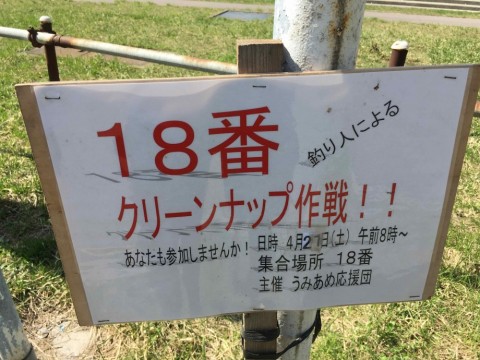 18番
釣り人による
クリーンナップ作戦！！
あなたも参加しませんか！
日時 4月21日(土) 午前8時～
集合場所 18番
主催 うみあめ応援団